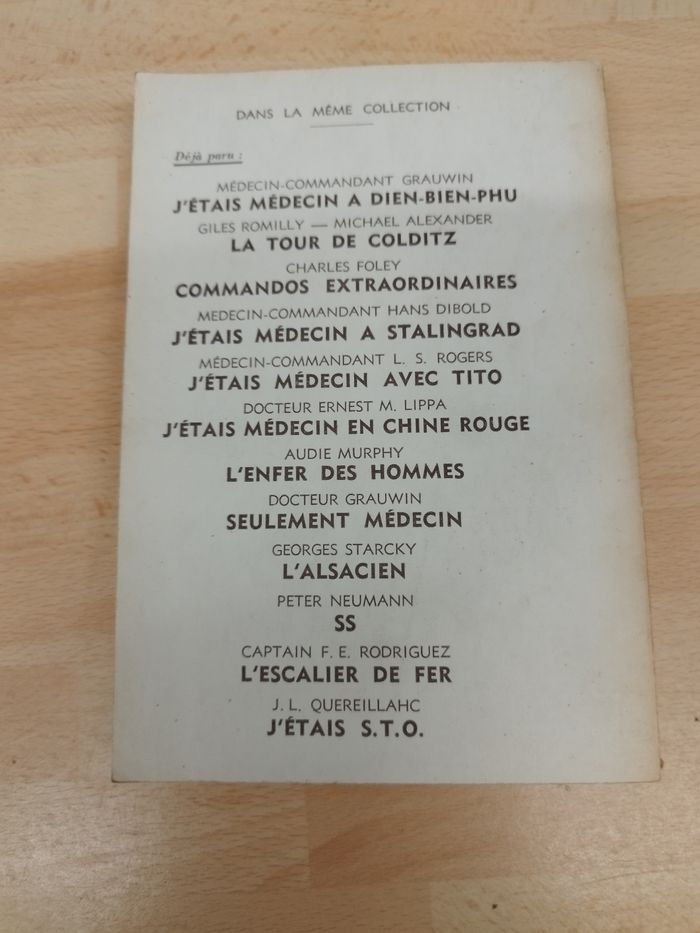 DANS LA MÊME COLLECTION
Déjà paru :
MÉDECIN-COMMANDANT GRAUWIN
J'ÉTAIS MÉDECIN A DIEN-BIEN-PHU
GILES ROMILLY — MICHAEL ALEXANDER
LA TOUR DE COLDITZ
CHARLES FOLEY
COMMANDOS EXTRAORDINAIRES
MEDECIN-COMMANDANT HANS DIBOLD
J'ÉTAIS MÉDECIN A STALINGRAD
MÉDECIN-COMMANDANT L. S. ROGERS
J'ÉTAIS MÉDECIN AVEC TITO
DOCTEUR ERNEST M. LIPPA
J'ÉTAIS MÉDECIN EN CHINE ROUGE
AUDIE MURPHY
L'ENFER DES HOMMES
DOCTEUR GRAUWIN
SEULEMENT MÉDECIN
GEORGES STARCKY
L'ALSACIEN
PETER NEUMANN
SS
CAPTAIN F. E. RODRIGUEZ
L'ESCALIER DE FER
J. L. QUEREILLAHC
J'ÉTAIS S.T.O.